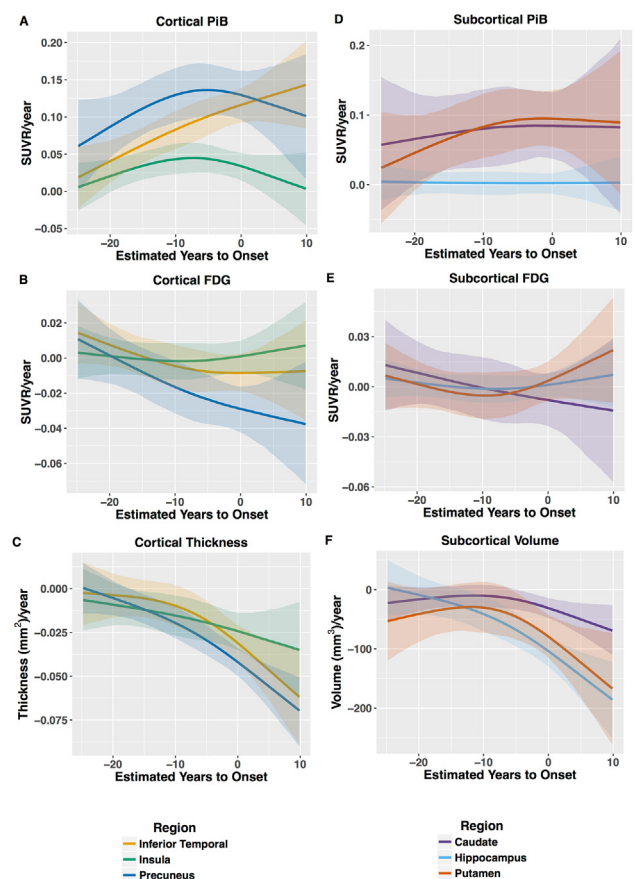 A
Cortical PiB
0.20
0.15
0.10
0.05
0.00
−0.05
SUVR/year
−20
−10
0
10
Estimated Years to Onset
D
Subcortical PiB
0.2
0.1
0.0
SUVR/year
−20
−10
0
10
Estimated Years to Onset
B
Cortical FDG
0.02
0.00
−0.02
−0.04
−0.06
SUVR/year
−20
−10
0
10
Estimated Years to Onset
E
Subcortical FDG
0.03
0.00
−0.03
−0.06
SUVR/year
−20
−10
0
10
Estimated Years to Onset
C
Cortical Thickness
0.000
−0.025
−0.050
−0.075
Thickness (mm²)/year
−20
−10
0
10
Estimated Years to Onset
F
Subcortical Volume
0
−100
−200
Volume (mm³)/year
−20
−10
0
10
Estimated Years to Onset
Region
Inferior Temporal
Insula
Precuneus
Region
Caudate
Hippocampus
Putamen